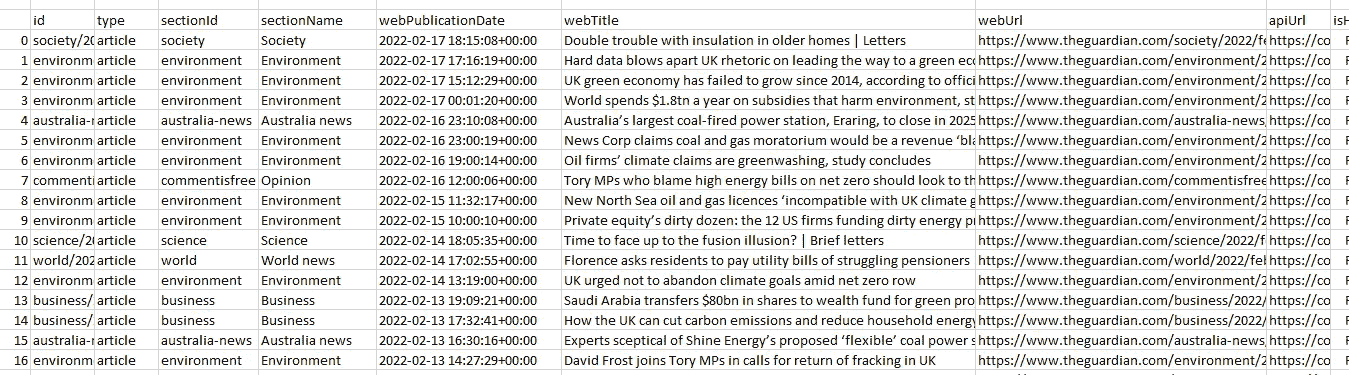 id type sectionId sectionName webPublicationDate webTitle webUrl apiUrl isH
0 society/20 article society Society 2022-02-17 18:15:08+00:00 Double trouble with insulation in older homes | Letters https://www.theguardian.com/society/2022/fe https://co F
1 environm article environment Environment 2022-02-17 17:16:19+00:00 Hard data blows apart UK rhetoric on leading the way to a green eco https://www.theguardian.com/environment/2 https://co F
2 environm article environment Environment 2022-02-17 15:12:29+00:00 UK green economy has failed to grow since 2014, according to offici https://www.theguardian.com/environment/2 https://co F
3 environm article environment Environment 2022-02-17 00:01:20+00:00 World spends $1.8tn a year on subsidies that harm environment, st https://www.theguardian.com/environment/2 https://co F
4 australia-n article australia-news Australia news 2022-02-16 23:10:08+00:00 Australia’s largest coal-fired power station, Eraring, to close in 2025 https://www.theguardian.com/australia-news https://co F
5 environm article environment Environment 2022-02-16 23:00:19+00:00 News Corp claims coal and gas moratorium would be a revenue ‘bla https://www.theguardian.com/environment/2 https://co F
6 environm article environment Environment 2022-02-16 19:00:14+00:00 Oil firms’ climate claims are greenwashing, study concludes https://www.theguardian.com/environment/2 https://co F
7 commenti article commentisfree Opinion 2022-02-16 12:00:06+00:00 Tory MPs who blame high energy bills on net zero should look to th https://www.theguardian.com/commentisfree https://co F
8 environm article environment Environment 2022-02-15 11:32:17+00:00 New North Sea oil and gas licences ‘incompatible with UK climate g https://www.theguardian.com/environment/2 https://co F
9 environm article environment Environment 2022-02-15 10:00:10+00:00 Private equity’s dirty dozen: the 12 US firms funding dirty energy p https://www.theguardian.com/environment/2 https://co F
10 science/20 article science Science 2022-02-14 18:05:35+00:00 Time to face up to the fusion illusion? | Brief letters https://www.theguardian.com/science/2022/f https://co F
11 world/202 article world World news 2022-02-14 17:02:55+00:00 Florence asks residents to pay utility bills of struggling pensioners https://www.theguardian.com/world/2022/feb https://co F
12 environm article environment Environment 2022-02-14 13:19:00+00:00 UK urged not to abandon climate goals amid net zero row https://www.theguardian.com/environment/2 https://co F
13 business/ article business Business 2022-02-13 19:09:21+00:00 Saudi Arabia transfers $80bn in shares to wealth fund for green pro https://www.theguardian.com/business/2022/ https://co F
14 business/ article business Business 2022-02-13 17:32:41+00:00 How the UK can cut carbon emissions and reduce household energy https://www.theguardian.com/business/2022/ https://co F
15 australia-n article australia-news Australia news 2022-02-13 16:30:16+00:00 Experts sceptical of Shine Energy’s proposed ‘flexible’ coal power s https://www.theguardian.com/australia-news https://co F
16 environm article environment Environment 2022-02-13 14:27:29+00:00 David Frost joins Tory MPs in calls for return of fracking in UK https://www.theguardian.com/environment/2 https://co F